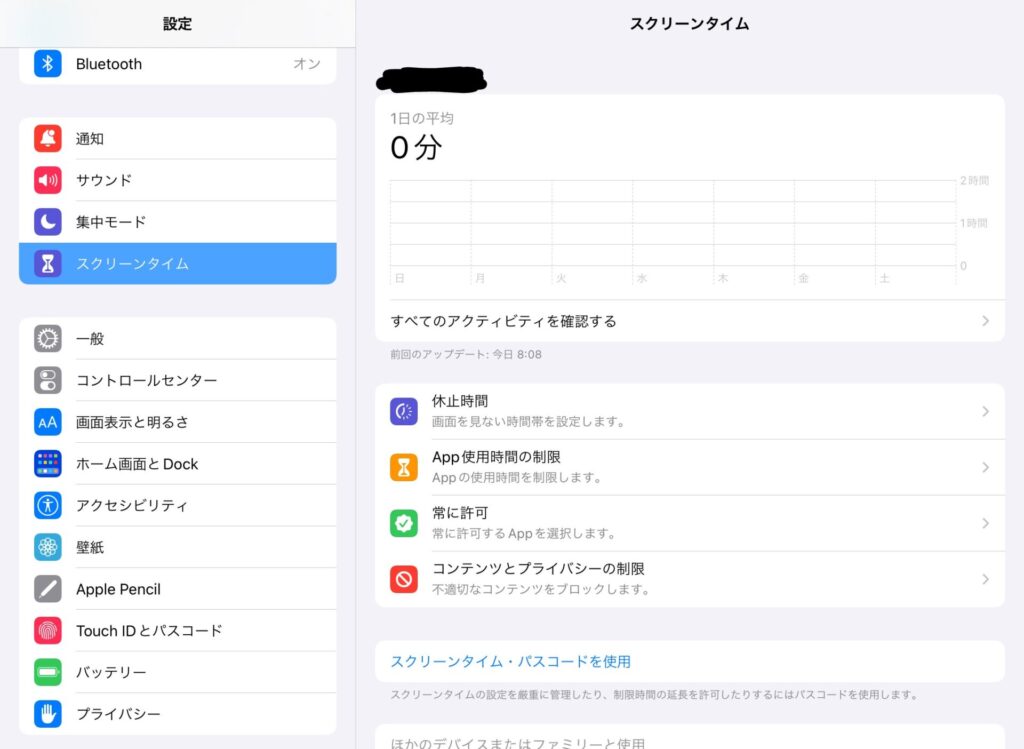 設定
Bluetooth
オン
通知
サウンド
集中モード
スクリーンタイム
一般
コントロールセンター
AA
画面表示と明るさ
ホーム画面とDock
アクセシビリティ
壁紙
Apple Pencil
Touch IDとパスコード
バッテリー
プライバシー
スクリーンタイム
1日の平均
0分
2時間
1時間
0
日 月 火 水 木 金 土
すべてのアクティビティを確認する
前回のアップデート: 今日 8:08
休止時間
画面を見ない時間帯を設定します。
App使用時間の制限
Appの使用時間を制限します。
常に許可
常に許可するAppを選択します。
コンテンツとプライバシーの制限
不適切なコンテンツをブロックします。
スクリーンタイム・パスコードを使用
スクリーンタイムの設定を厳重に管理したり、制限時間の延長を許可したりするにはパスコードを使用します。
ほかのデバイスまたはファミリーと使用